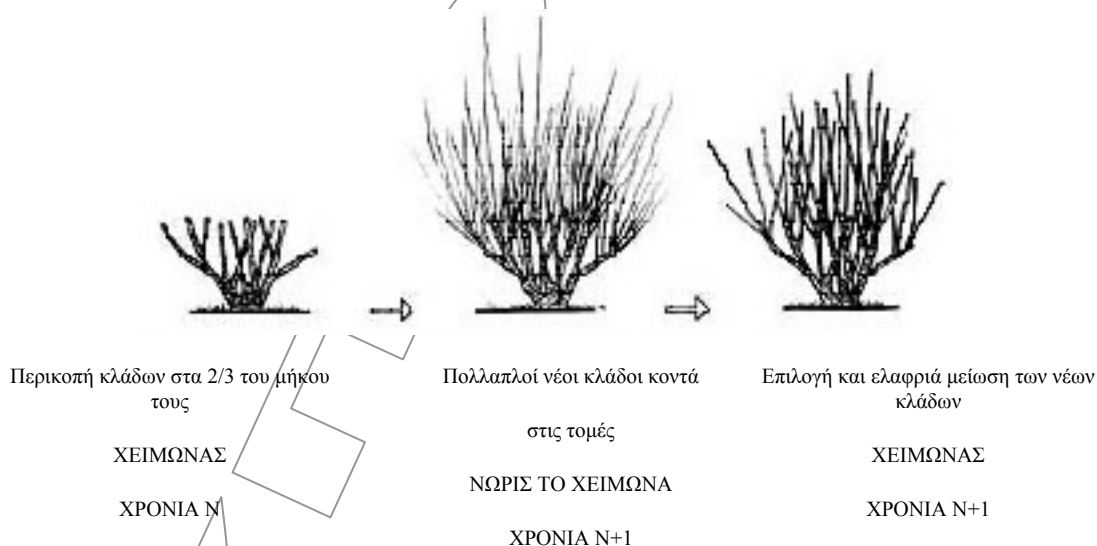 Περικοπή κλάδων στα 2/3 του μήκου
τους
ΧΕΙΜΩΝΑΣ
ΧΡΟΝΙΑ Ν
Πολλαπλοί νέοι κλάδοι κοντά
στις τομές
ΝΩΡΙΣ ΤΟ ΧΕΙΜΩΝΑ
ΧΡΟΝΙΑ Ν+1
Επιλογή και ελαφριά μείωση των νέων
κλάδων
ΧΕΙΜΩΝΑΣ
ΧΡΟΝΙΑ Ν+1